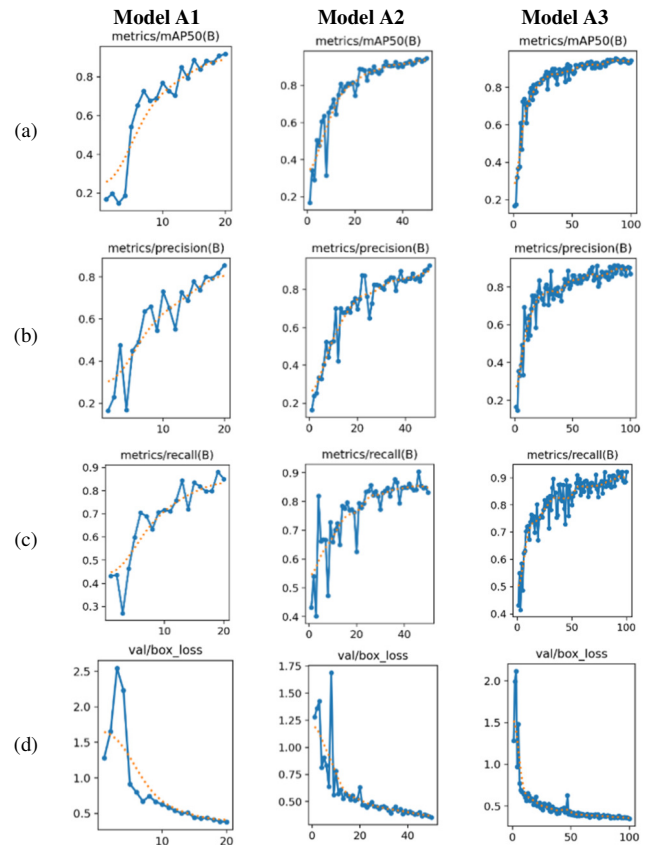 Model A1 Model A2 Model A3
metrics/mAP50(B) metrics/mAP50(B) metrics/mAP50(B)
(a)
0.8 0.8 0.8
0.6 0.6 0.6
0.4 0.4 0.4
0.2 0.2 0.2
10 20 0 20 40 0 50 100
metrics/precision(B) metrics/precision(B) metrics/precision(B)
(b)
0.8 0.8 0.8
0.6 0.6 0.6
0.4 0.4 0.4
0.2 0.2 0.2
10 20 0 20 40 0 50 100
metrics/recall(B) metrics/recall(B) metrics/recall(B)
(c)
0.9 0.9 0.9
0.8 0.8 0.8
0.7 0.7 0.7
0.6 0.6 0.6
0.5 0.5 0.5
0.4 0.4 0.4
0.3
10 20 0 20 40 0 50 100
val/box_loss val/box_loss val/box_loss
(d)
2.5 1.75 2.0
2.0 1.50 1.5
1.5 1.25 1.0
1.0 1.00 0.5
0.5 0.75
0.50
10 20 0 20 40 0 50 100